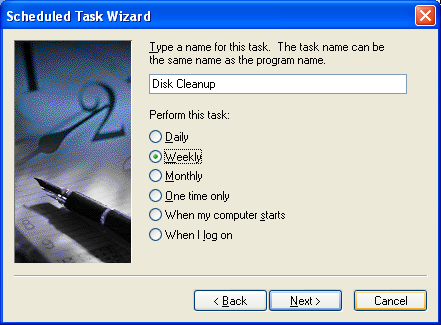 Scheduled Task Wizard
Type a name for this task. The task name can be
the same name as the program name.
Disk Cleanup
Perform this task:
Daily
Weekly
Monthly
One time only
When my computer starts
When I log on
< Back
Next >
Cancel